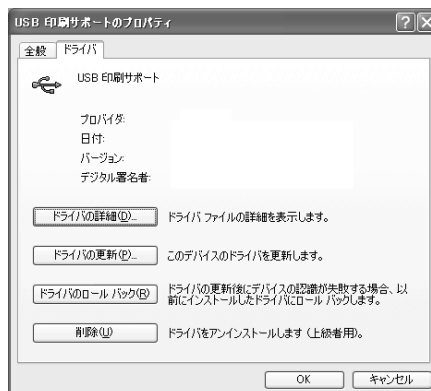 USB 印刷サポートのプロパティ
全般 ドライバ
USB 印刷サポート
プロバイダ:
日付:
バージョン:
デジタル署名者:
ドライバの詳細(D)... ドライバ ファイルの詳細を表示します。
ドライバの更新(P)... このデバイスのドライバを更新します。
ドライバのロール バック(R) ドライバの更新後にデバイスの認識が失敗する場合、以
前にインストールしたドライバにロール バックします。
削除(U) ドライバをアンインストールします (上級者用)。
OK キャンセル